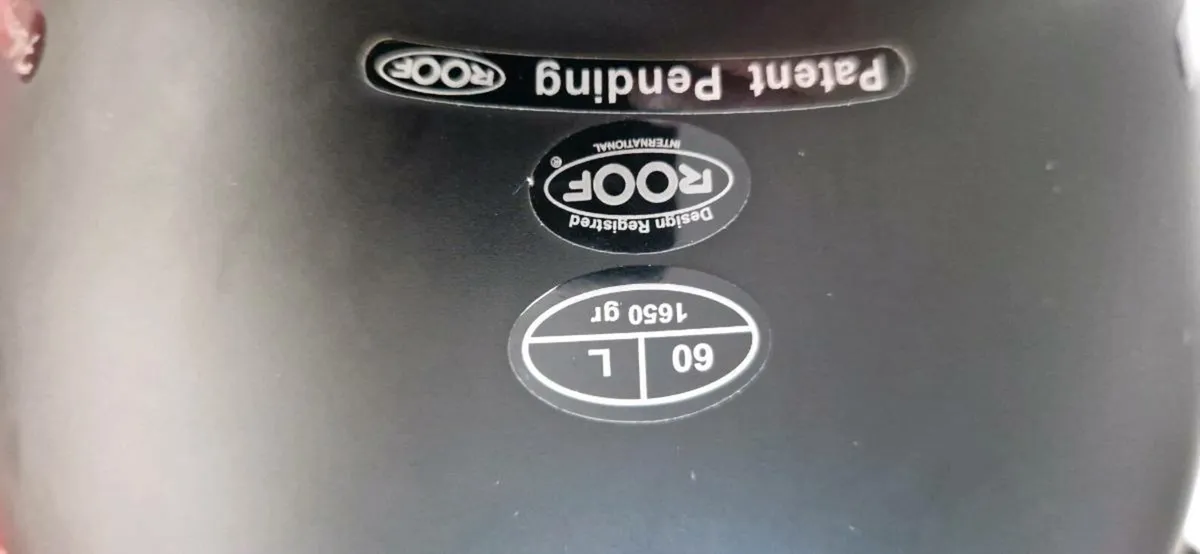 60 L
1650 gr
Design Registred
ROOF®
INTERNATIONAL
Patent Pending ROOF